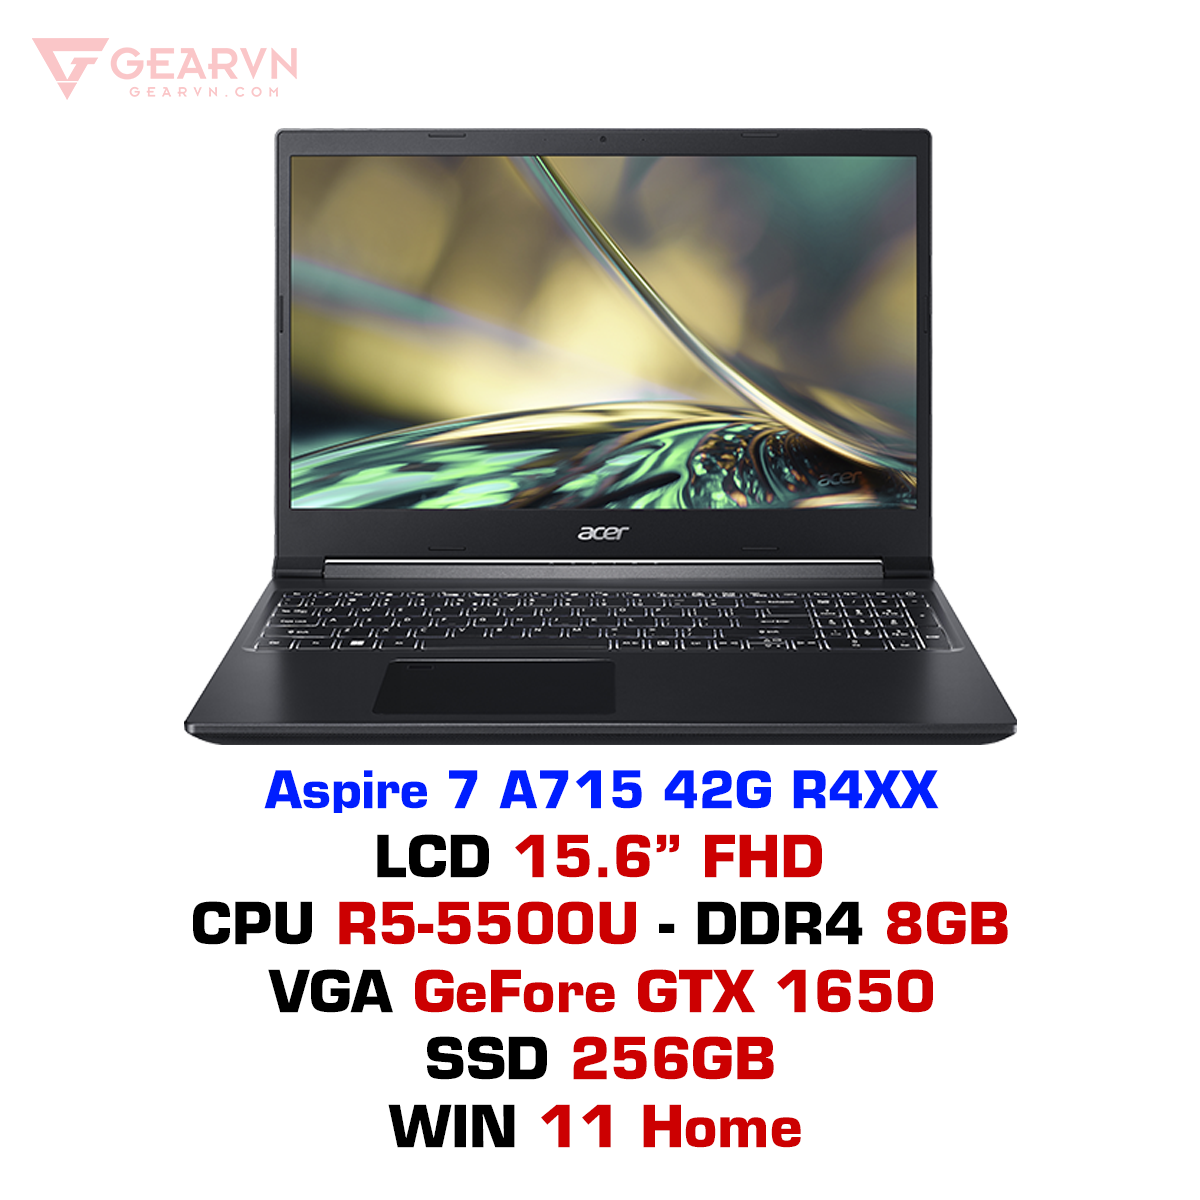 GEARVN
GEARVN.COM
acer
acer
Aspire 7 A715 42G R4XX
LCD 15.6” FHD
CPU R5-5500U - DDR4 8GB
VGA GeFore GTX 1650
SSD 256GB
WIN 11 Home